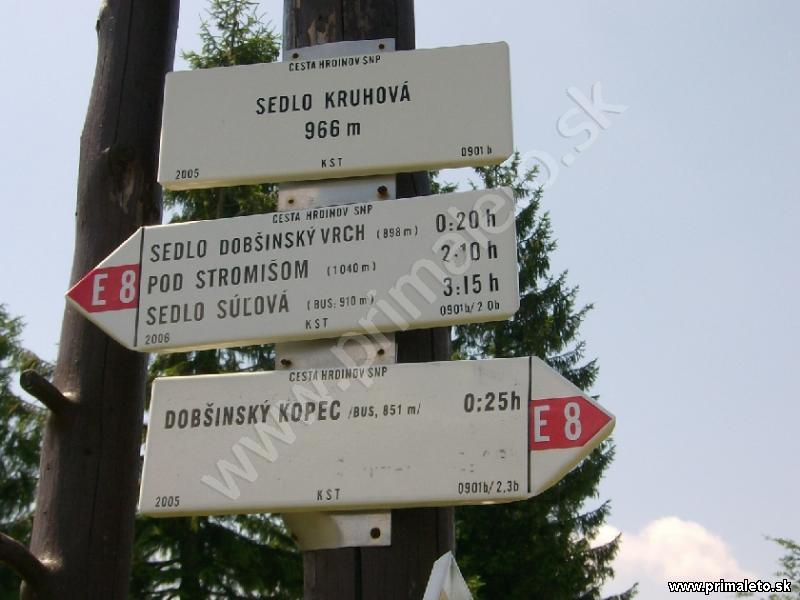 CESTA HRDINOV SNP
SEDLO KRUHOVÁ
966 m
2005 KST 0901b
CESTA HRDINOV SNP
SEDLO DOBŠINSKÝ VRCH (898 m) 0:20 h
POD STROMIŠOM (1040 m) 2:10 h
SEDLO SÚĽOVÁ (BUS: 910 m) 3:15 h
E 8
2006 KST 0901b/2 0b
CESTA HRDINOV SNP
DOBŠINSKÝ KOPEC /BUS, 851 m/ 0:25h
E 8
2005 KST 0901b/2,3b
www.primaleto.sk
www.primaleto.sk